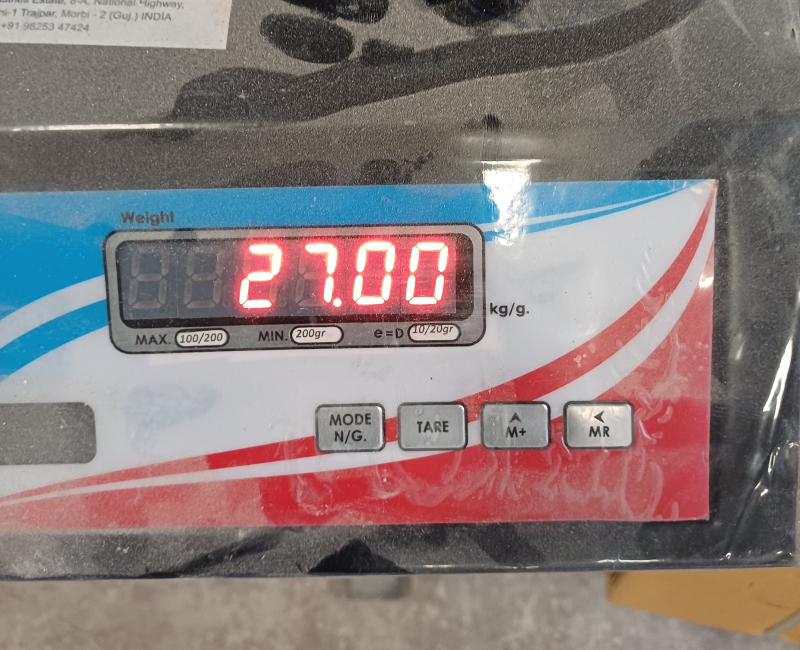 Estate, 8-A, National Highway,
Trajpar, Morbi - 2 (Guj.) INDIA
+91 98253 47424
Weight
27.00
kg/g.
MAX. 100/200 MIN. 200gr e=D 10/20gr
MODE N/G. TARE M+ MR